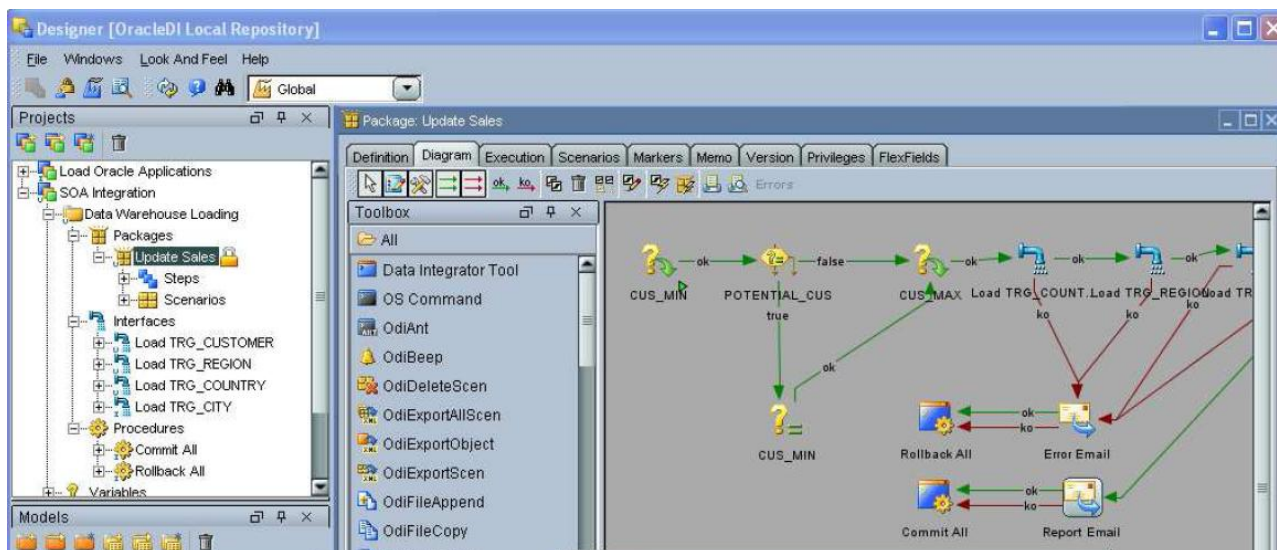 Designer [OracleDI Local Repository]
File Windows Look And Feel Help
Global
Projects
Load Oracle Applications
SOA Integration
Data Warehouse Loading
Packages
Update Sales
Steps
Scenarios
Interfaces
Load TRG_CUSTOMER
Load TRG_REGION
Load TRG_COUNTRY
Load TRG_CITY
Procedures
Commit All
Rollback All
Variables
Models
Package: Update Sales
Definition Diagram Execution Scenarios Markers Memo Version Privileges FlexFields
ok ko Errors
Toolbox
All
Data Integrator Tool
OS Command
OdiAnt
OdiBeep
OdiDeleteScen
OdiExportAllScen
OdiExportObject
OdiExportScen
OdiFileAppend
OdiFileCopy
ok false ok ok ok
CUS_MIN POTENTIAL_CUS CUS_MAX Load TRG_COUNT... Load TRG_REGION Load TR
true ko ko ko
ok
CUS_MIN
ok
ko
Rollback All Error Email
ok
ko
Commit All Report Email